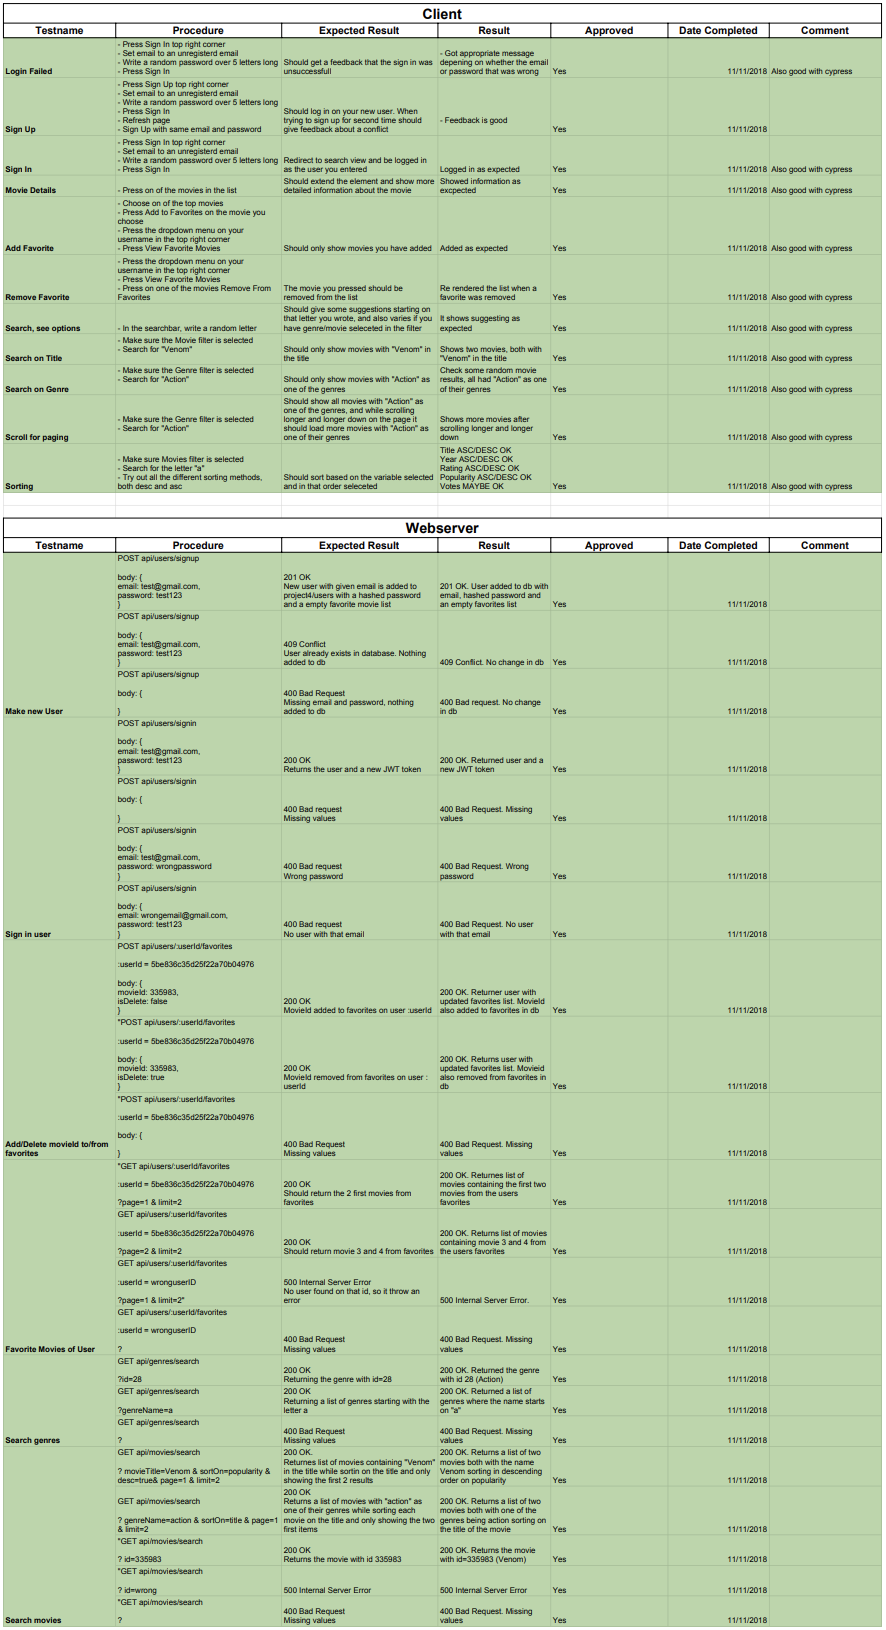 Client
Testname Procedure Expected Result Result Approved Date Completed Comment
- Press Sign In top right corner
- Set email to an unregisterd email
- Write a random password over 5 letters long
- Press Sign In
Login Failed
Should get a feedback that the sign in was
unsuccessfull
- Got appropriate message
depening on whether the email
or password that was wrong
Yes 11/11/2018 Also good with cypress
- Press Sign Up top right corner
- Set email to an unregisterd email
- Write a random password over 5 letters long
- Press Sign In
- Refresh page
- Sign Up with same email and password
Sign Up
Should log in on your new user. When
trying to sign up for second time should
give feedback about a conflict
- Feedback is good
Yes 11/11/2018
- Press Sign In top right corner
- Set email to an unregisterd email
- Write a random password over 5 letters long
- Press Sign In
Sign In
Redirect to search view and be logged in
as the user you entered
Logged in as expected
Yes 11/11/2018 Also good with cypress
Movie Details
- Press on of the movies in the list
Should extend the element and show more
detailed information about the movie
Showed information as
excpected
Yes 11/11/2018 Also good with cypress
- Choose on of the top movies
- Press Add to Favorites on the movie you
choose
- Press the dropdown menu on your
username in the top right corner
- Press View Favorite Movies
Add Favorite
Should only show movies you have added
Added as expected
Yes 11/11/2018 Also good with cypress
- Press the dropdown menu on your
username in the top right corner
- Press View Favorite Movies
- Press on one of the movies Remove From
Favorites
Remove Favorite
The movie you pressed should be
removed from the list
Re rendered the list when a
favorite was removed
Yes 11/11/2018 Also good with cypress
Search, see options
- In the searchbar, write a random letter
Should give some suggestions starting on
that letter you wrote, and also varies if you
have genre/movie seleceted in the filter
It shows suggesting as
expected
Yes 11/11/2018 Also good with cypress
- Make sure the Movie filter is selected
- Search for "Venom"
Search on Title
Should only show movies with "Venom" in
the title
Shows two movies, both with
"Venom" in the title
Yes 11/11/2018 Also good with cypress
- Make sure the Genre filter is selected
- Search for "Action"
Search on Genre
Should only show movies with "Action" as
one of the genres
Check some random movie
results, all had "Action" as one
of their genres
Yes 11/11/2018 Also good with cypress
- Make sure the Genre filter is selected
- Search for "Action"
Scroll for paging
Should show all movies with "Action" as
one of the genres, and while scrolling
longer and longer down on the page it
should load more movies with "Action" as
one of their genres
Shows more movies after
scrolling longer and longer
down
Yes 11/11/2018 Also good with cypress
- Make sure Movies filter is selected
- Search for the letter "a"
- Try out all the different sorting methods,
both desc and asc
Sorting
Should sort based on the variable selected
and in that order seleceted
Title ASC/DESC OK
Year ASC/DESC OK
Rating ASC/DESC OK
Popularity ASC/DESC OK
Votes MAYBE OK
Yes 11/11/2018 Also good with cypress
Webserver
Testname Procedure Expected Result Result Approved Date Completed Comment
POST api/users/signup
body: {
email: test@gmail.com,
password: test123
}
201 OK
New user with given email is added to
project4/users with a hashed password
and a empty favorite movie list
201 OK. User added to db with
email, hashed password and
an empty favorites list
Yes 11/11/2018
POST api/users/signup
body: {
email: test@gmail.com,
password: test123
}
409 Conflict
User already exists in database. Nothing
added to db
409 Conflict. No change in db
Yes 11/11/2018
POST api/users/signup
body: {
}
Make new User
400 Bad Request
Missing email and password, nothing
added to db
400 Bad request. No change
in db
Yes 11/11/2018
POST api/users/signin
body: {
email: test@gmail.com,
password: test123
}
200 OK
Returns the user and a new JWT token
200 OK. Returned user and a
new JWT token
Yes 11/11/2018
POST api/users/signin
body: {
}
400 Bad request
Missing values
400 Bad Request. Missing
values
Yes 11/11/2018
POST api/users/signin
body: {
email: test@gmail.com,
password: wrongpassword
}
400 Bad request
Wrong password
400 Bad Request. Wrong
password
Yes 11/11/2018
POST api/users/signin
body: {
email: wrongemail@gmail.com,
password: test123
}
Sign in user
400 Bad request
No user with that email
400 Bad Request. No user
with that email
Yes 11/11/2018
POST api/users/:userId/favorites
:userId = 5be836c35d25f22a70b04976
body: {
movieId: 335983,
isDelete: false
}
200 OK
MovieId added to favorites on user :userId
200 OK. Returner user with
updated favorites list. MovieId
also added to favorites in db
Yes 11/11/2018
"POST api/users/:userId/favorites
:userId = 5be836c35d25f22a70b04976
body: {
movieId: 335983,
isDelete: true
}
200 OK
MovieId removed from favorites on user :
userId
200 OK. Returns user with
updated favorites list. Movieid
also removed from favorites in
db
Yes 11/11/2018
"POST api/users/:userId/favorites
:userId = 5be836c35d25f22a70b04976
body: {
}
Add/Delete movieId to/from
favorites
400 Bad Request
Missing values
400 Bad Request. Missing
values
Yes 11/11/2018
"GET api/users/:userId/favorites
:userId = 5be836c35d25f22a70b04976
?page=1 & limit=2
200 OK
Should return the 2 first movies from
favorites
200 OK. Returnes list of
movies containing the first two
movies from the users
favorites
Yes 11/11/2018
GET api/users/:userId/favorites
:userId = 5be836c35d25f22a70b04976
?page=2 & limit=2
200 OK
Should return movie 3 and 4 from favorites
200 OK. Returns list of movies
containing movie 3 and 4 from
the users favorites
Yes 11/11/2018
GET api/users/:userId/favorites
:userId = wronguserID
?page=1 & limit=2"
500 Internal Server Error
No user found on that id, so it throw an
error
500 Internal Server Error.
Yes 11/11/2018
GET api/users/:userId/favorites
:userId = wronguserID
?
Favorite Movies of User
400 Bad Request
Missing values
400 Bad Request. Missing
values
Yes 11/11/2018
GET api/genres/search
?id=28
200 OK
Returning the genre with id=28
200 OK. Returned the genre
with id 28 (Action)
Yes 11/11/2018
GET api/genres/search
?genreName=a
200 OK
Returning a list of genres starting with the
letter a
200 OK. Returned a list of
genres where the name starts
on "a"
Yes 11/11/2018
GET api/genres/search
?
Search genres
400 Bad Request
Missing values
400 Bad Request. Missing
values
Yes 11/11/2018
GET api/movies/search
? movieTitle=Venom & sortOn=popularity &
desc=true& page=1 & limit=2
200 OK.
Returnes list of movies containing "Venom"
in the title while sortin on the title and only
showing the first 2 results
200 OK. Returns a list of two
movies both with the name
Venom sorting in descending
order on popularity
Yes 11/11/2018
GET api/movies/search
? genreName=action & sortOn=title & page=1
& limit=2
200 OK
Returns a list of movies with "action" as
one of their genres while sorting each
movie on the title and only showing the two
first items
200 OK. Returns a list of two
movies both with one of the
genres being action sorting on
the title of the movie
Yes 11/11/2018
"GET api/movies/search
? id=335983
200 OK
Returns the movie with id 335983
200 OK. Returns the movie
with id=335983 (Venom)
Yes 11/11/2018
"GET api/movies/search
? id=wrong
500 Internal Server Error
500 Internal Server Error
Yes 11/11/2018
"GET api/movies/search
?
Search movies
400 Bad Request
Missing values
400 Bad Request. Missing
values
Yes 11/11/2018